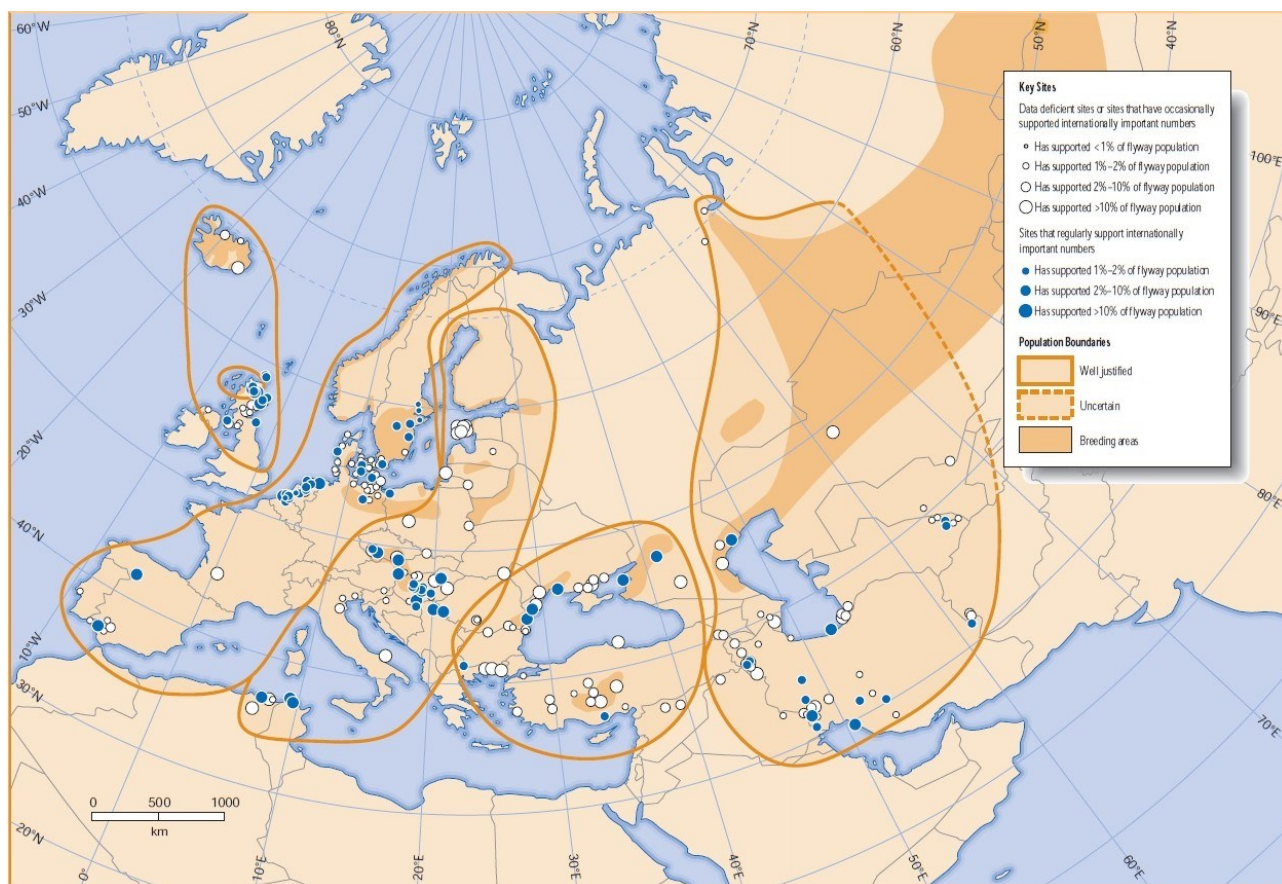 60°W
80°N
70°N
60°N
50°N
40°N
50°W
40°W
30°W
20°W
10°W
0°
10°E
20°E
30°E
40°E
50°E
60°E
70°E
80°E
90°E
100°E
40°N
30°N
20°N
Key Sites
Data deficient sites or sites that have occasionally
supported internationally important numbers
Has supported <1% of flyway population
Has supported 1%–2% of flyway population
Has supported 2%–10% of flyway population
Has supported >10% of flyway population
Sites that regularly support internationally
important numbers
Has supported 1%–2% of flyway population
Has supported 2%–10% of flyway population
Has supported >10% of flyway population
Population Boundaries
Well justified
Uncertain
Breeding areas
0 500 1000
km